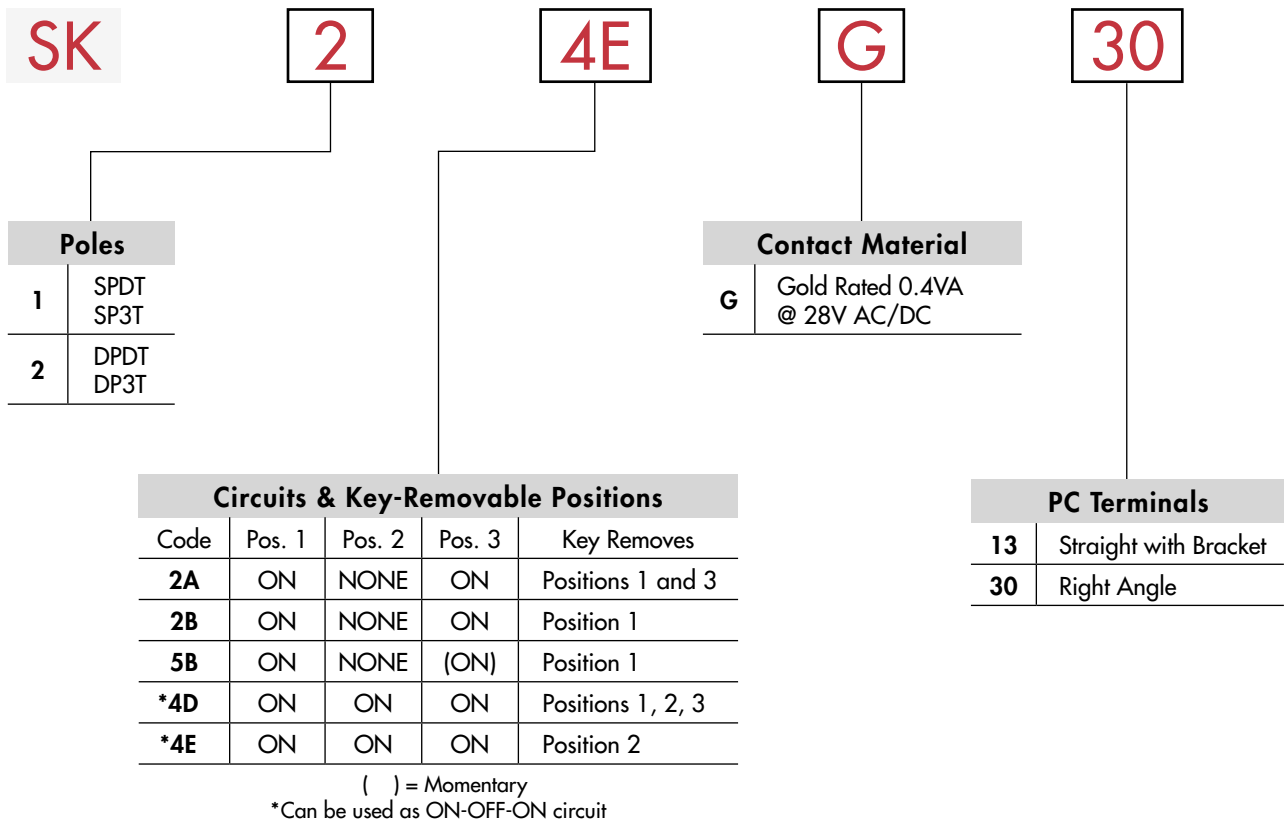 SK 2 4E G 30
Poles
1 SPDT
SP3T
2 DPDT
DP3T
Contact Material
G Gold Rated 0.4VA
@ 28V AC/DC
Circuits & Key-Removable Positions
Code Pos. 1 Pos. 2 Pos. 3 Key Removes
2A ON NONE ON Positions 1 and 3
2B ON NONE ON Position 1
5B ON NONE (ON) Position 1
*4D ON ON ON Positions 1, 2, 3
*4E ON ON ON Position 2
( ) = Momentary
*Can be used as ON-OFF-ON circuit
PC Terminals
13 Straight with Bracket
30 Right Angle